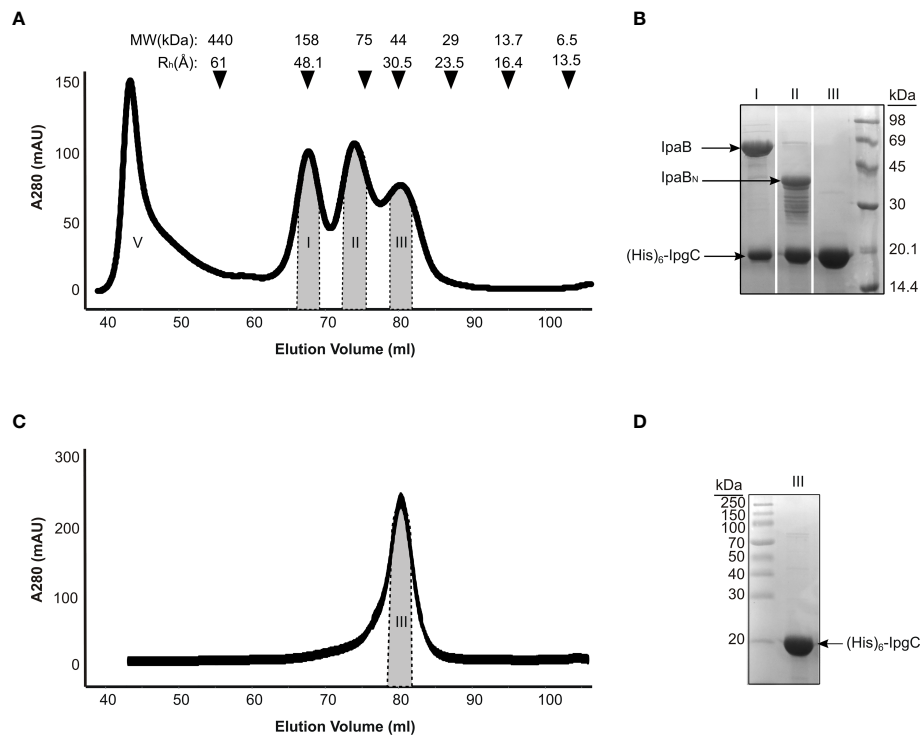 A
MW(kDa): 440 158 75 44 29 13.7 6.5
Rh(Å): 61 48.1 30.5 23.5 16.4 13.5
150
100
50
0
A280 (mAU)
V
I
II
III
40 50 60 70 80 90 100
Elution Volume (ml)
B
I II III kDa
IpaB
IpaBN
(His)6-IpgC
98
69
45
30
20.1
14.4
C
300
200
100
0
A280 (mAU)
III
40 50 60 70 80 90 100
Elution Volume (ml)
D
kDa III
250
150
100
70
50
40
30
20
(His)6-IpgC